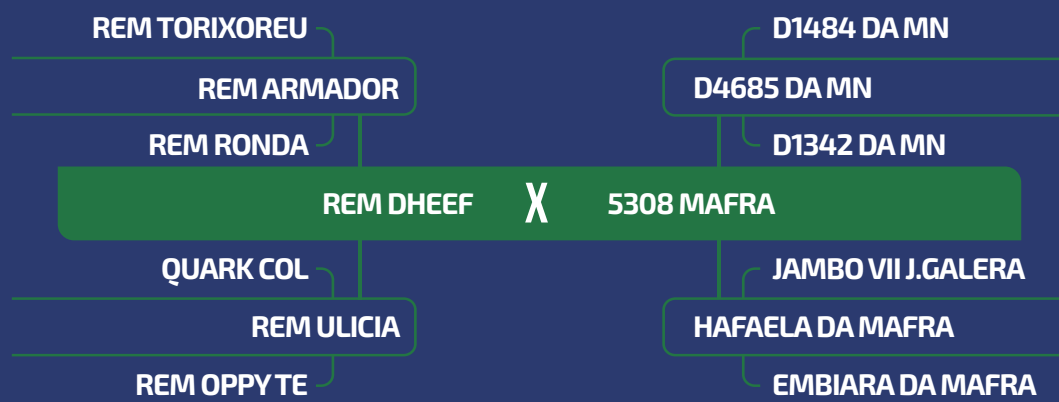 REM TORIXOREU
D1484 DA MN
REM ARMADOR
D4685 DA MN
REM RONDA
D1342 DA MN
REM DHEEF X 5308 MAFRA
QUARK COL
JAMBO VII J.GALERA
REM ULICIA
HAFAELA DA MAFRA
REM OPPY TE
EMBIARA DA MAFRA